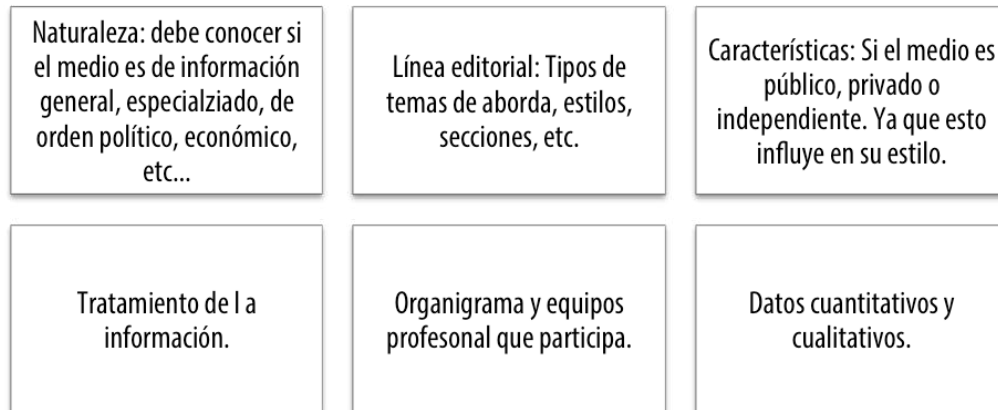 Naturaleza: debe conocer si
el medio es de información
general, especialziado, de
orden político, económico,
etc...
Línea editorial: Tipos de
temas de aborda, estilos,
secciones, etc.
Características: Si el medio es
público, privado o
independiente. Ya que esto
influye en su estilo.
Tratamiento de l a
información.
Organigrama y equipos
profesonal que participa.
Datos cuantitativos y
cualitativos.